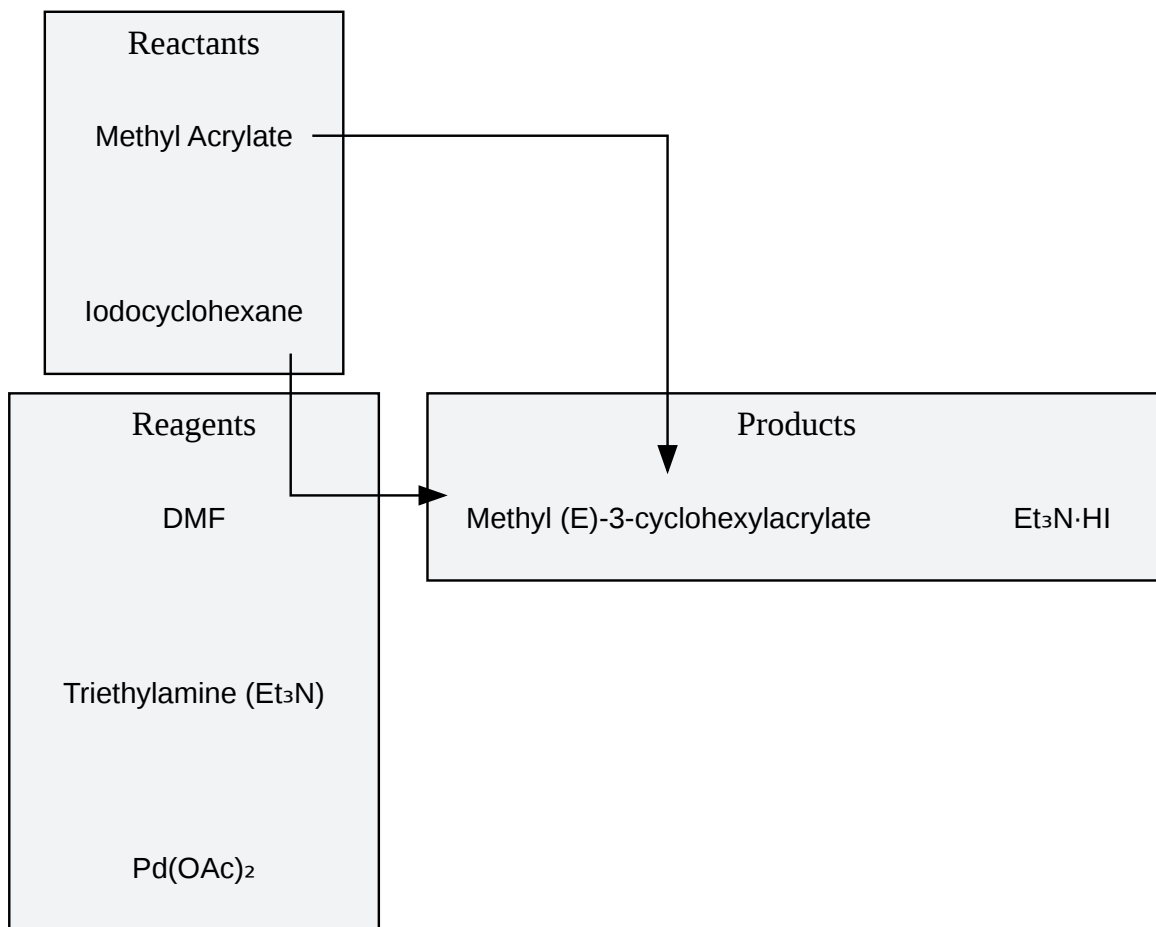 Reactants
Methyl Acrylate
Iodocyclohexane
Reagents
DMF
Triethylamine (Et₃N)
Pd(OAc)₂
Products
Methyl (E)-3-cyclohexylacrylate
Et₃N·HI